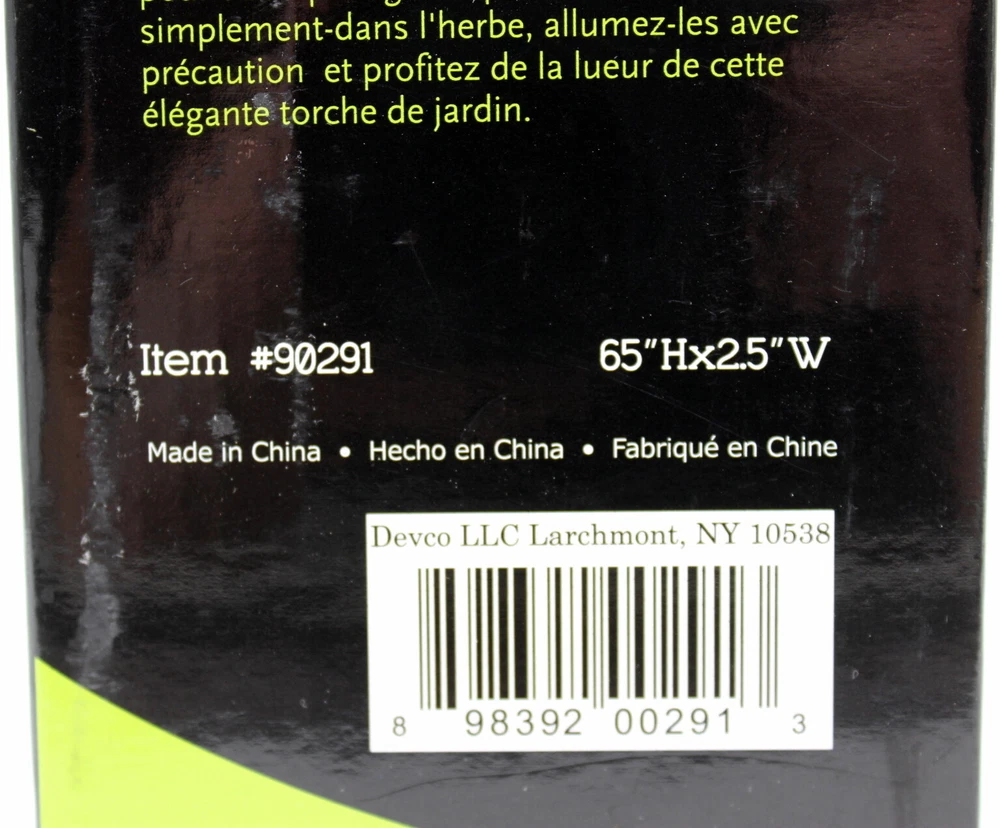 simplement-dans l'herbe, allumez-les avec
précaution et profitez de la lueur de cette
élégante torche de jardin.
Item #90291 65"Hx2.5"W
Made in China • Hecho en China • Fabriqué en Chine
Devco LLC Larchmont, NY 10538
8 98392 00291 3